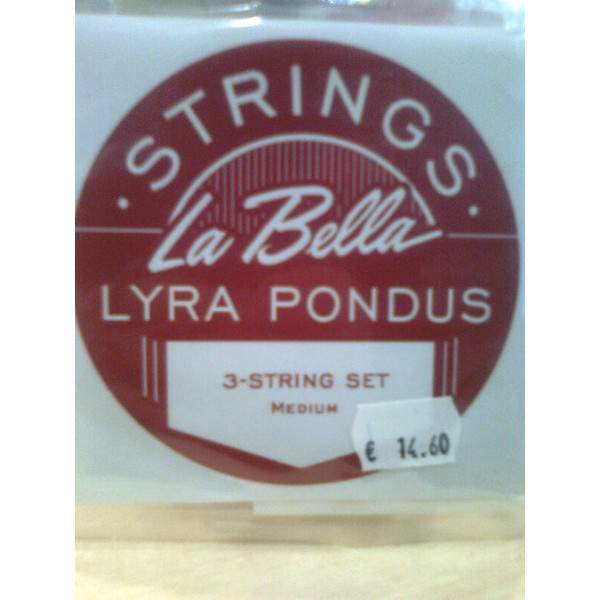 · STRINGS ·
La Bella
LYRA PONDUS
3-STRING SET
MEDIUM
€ 14.60